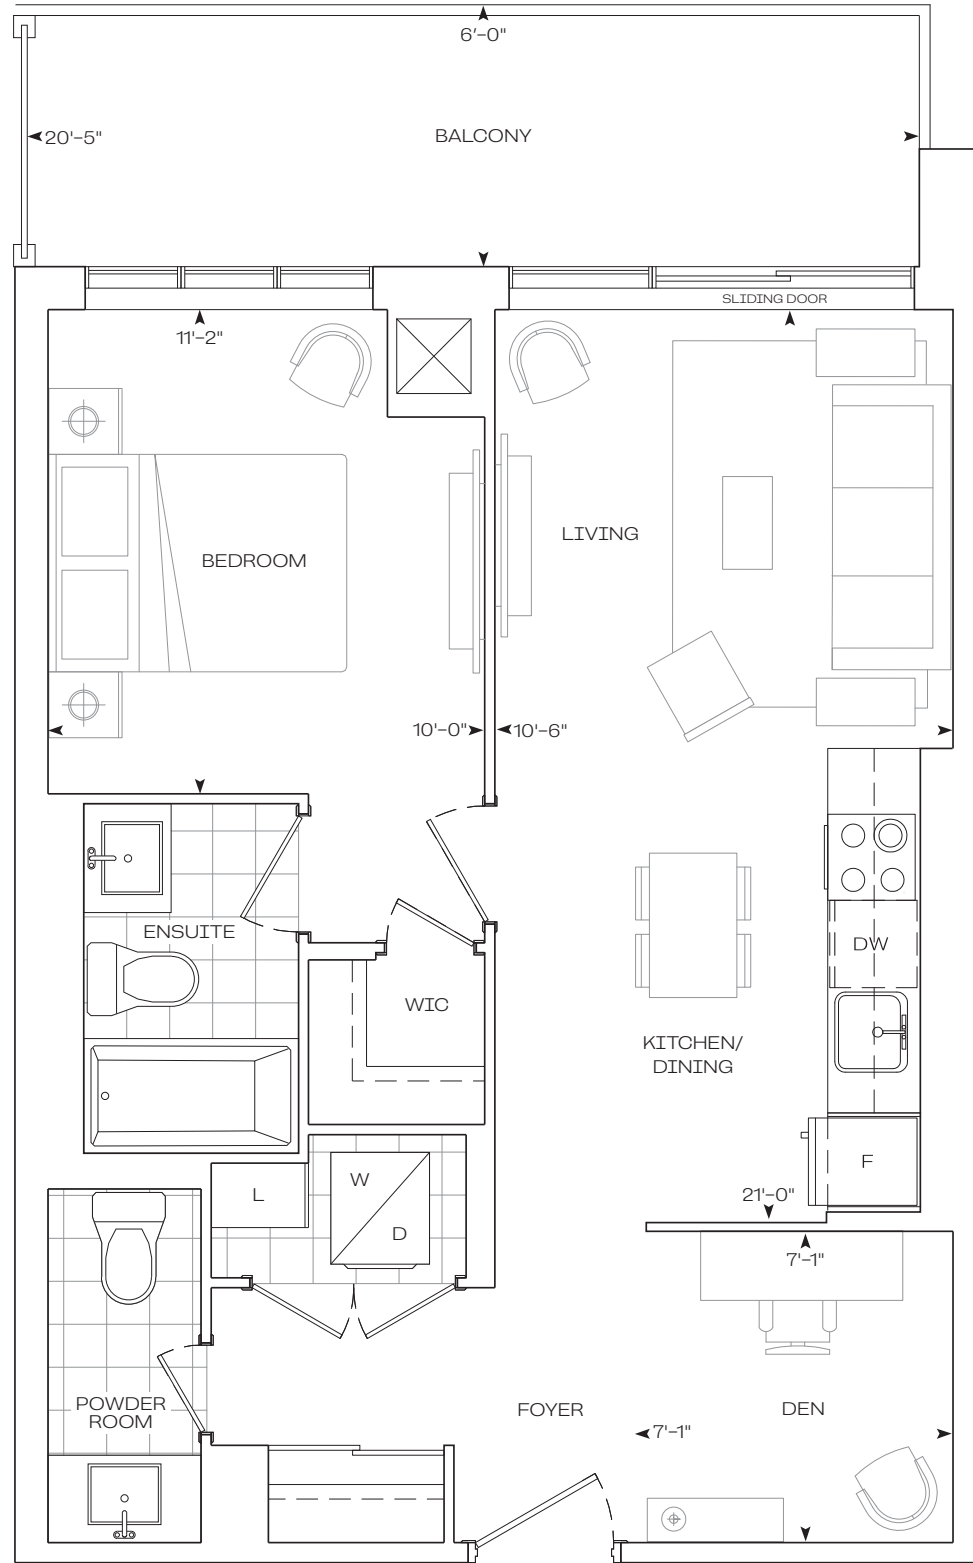 6'-0"
20'-5"
BALCONY
SLIDING DOOR
11'-2"
LIVING
BEDROOM
10'-0"
10'-6"
ENSUITE
DW
WIC
KITCHEN/
DINING
F
W
L
21'-0"
D
7'-1"
POWDER
ROOM
FOYER
DEN
7'-1"